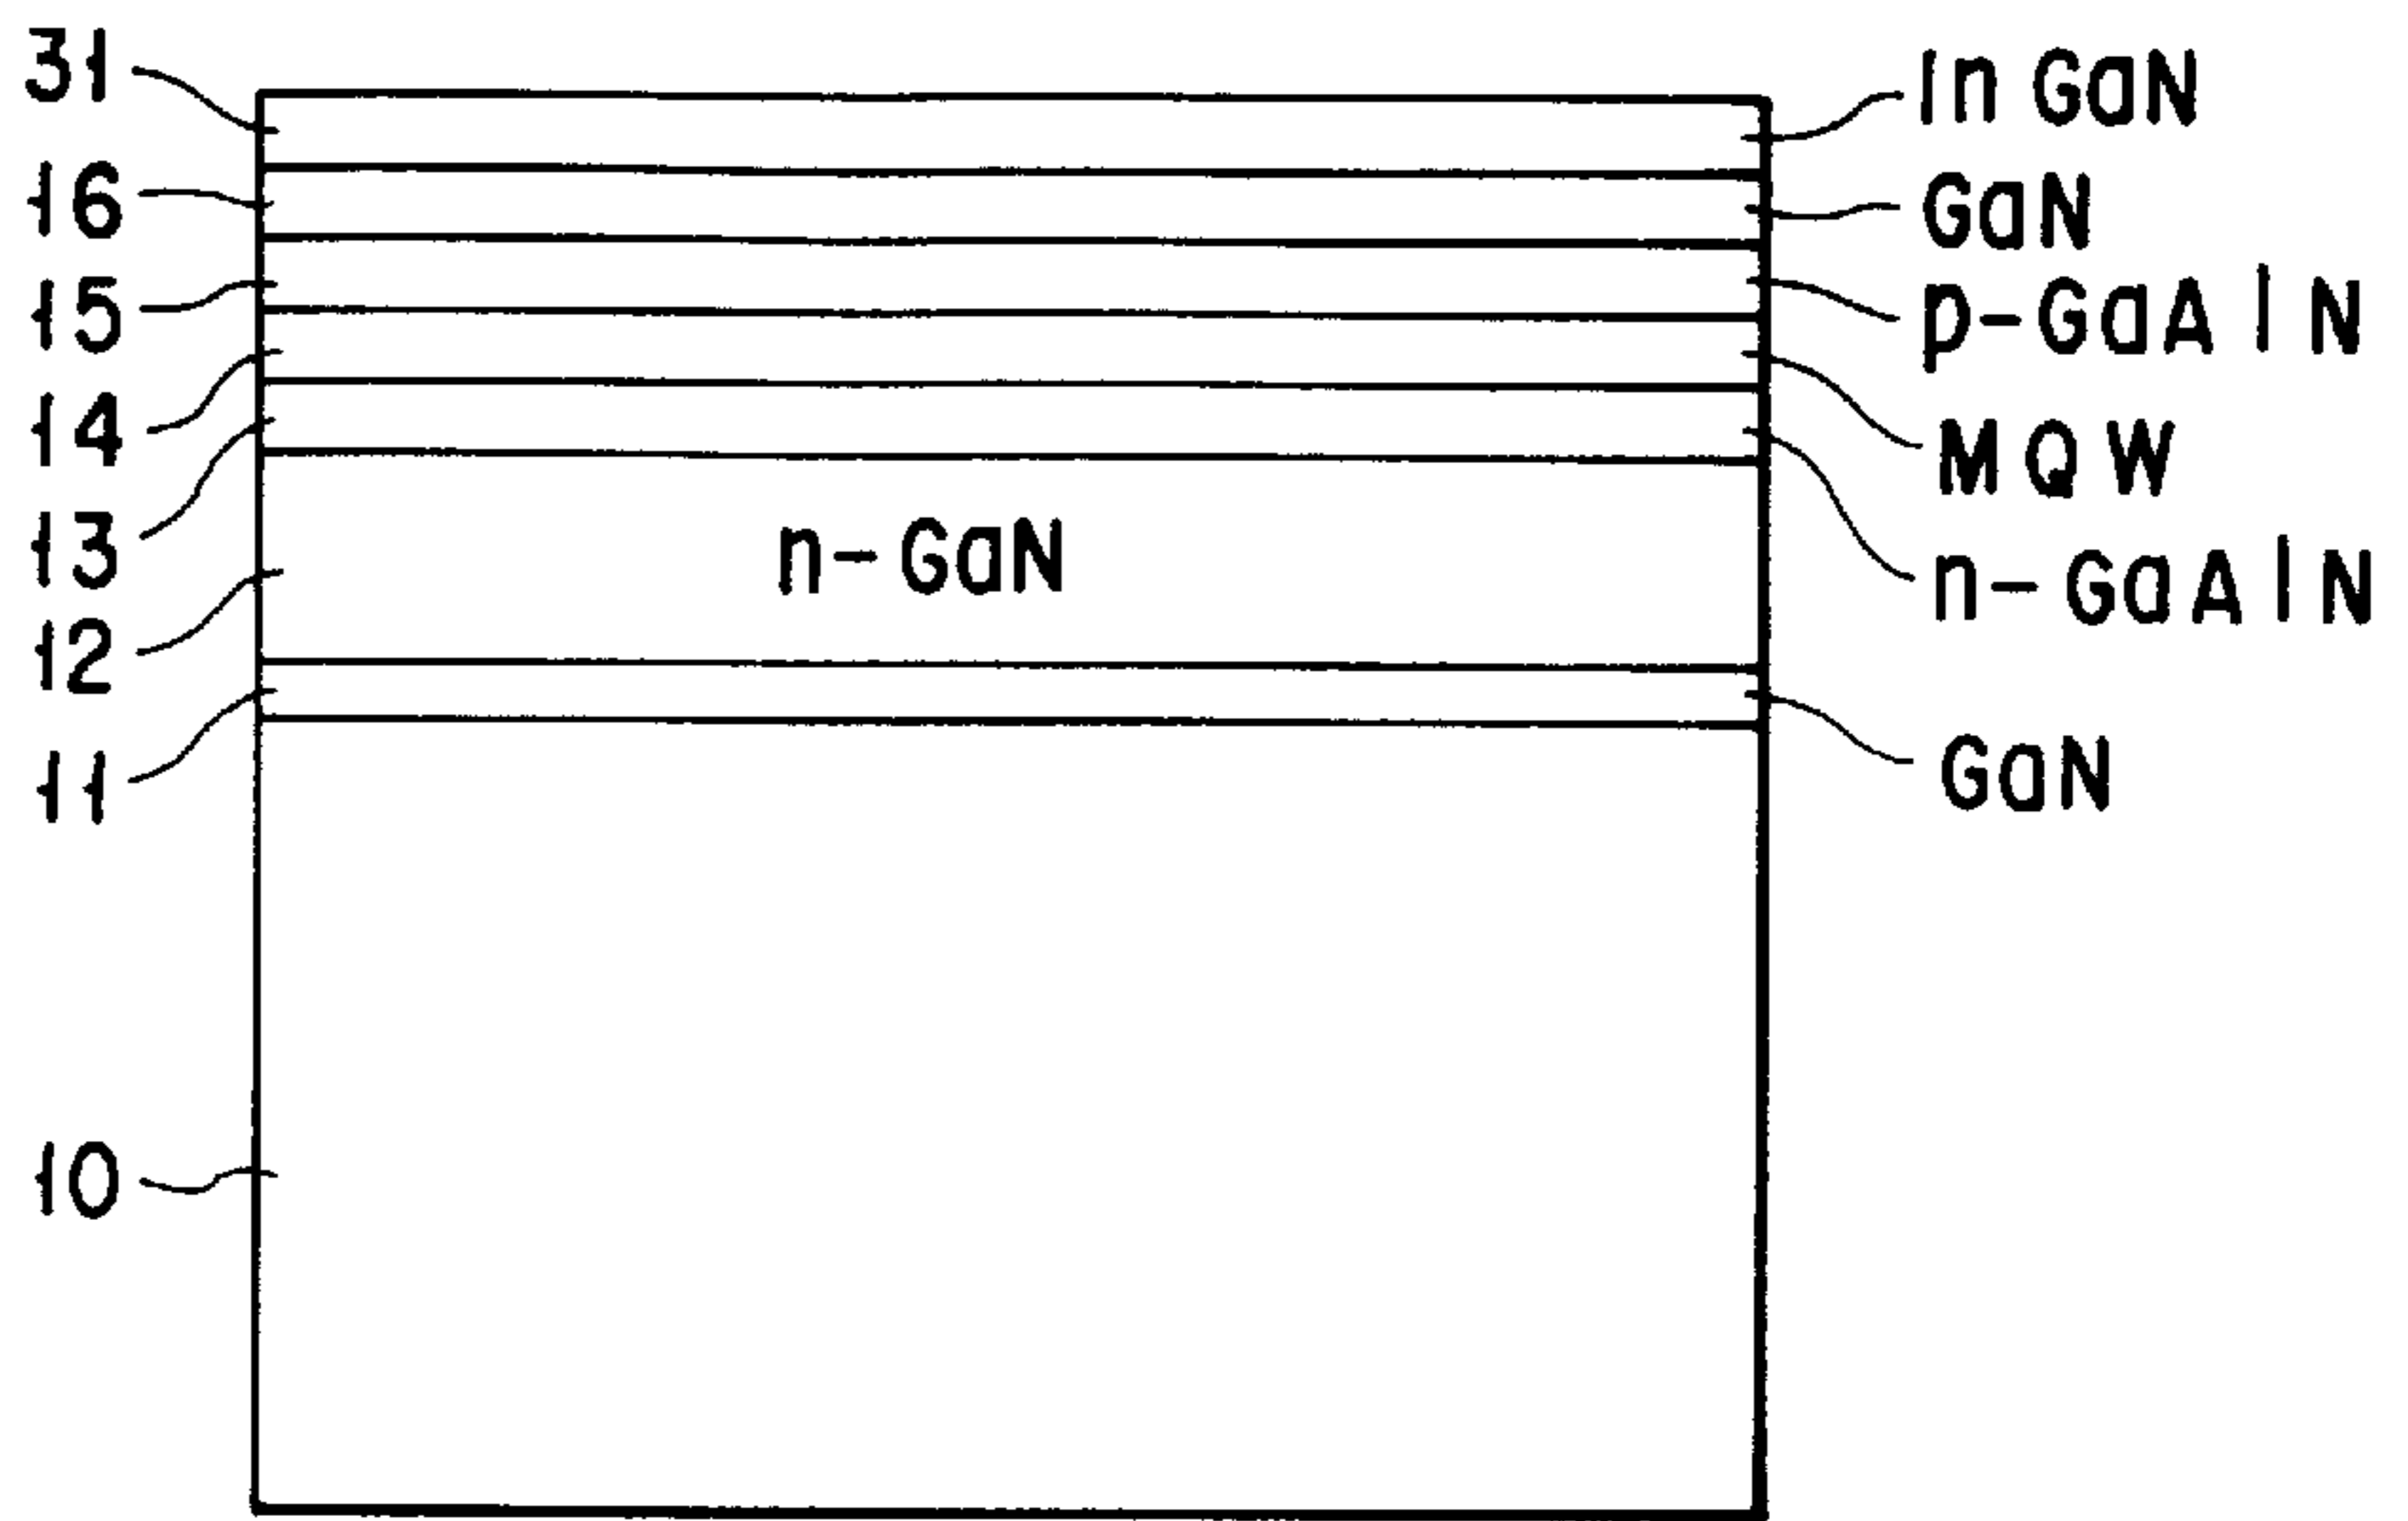 31
InGaN
16
GaN
15
p-GaAlN
14
MQW
13
n-GaAlN
n-GaN
12
11
GaN
10